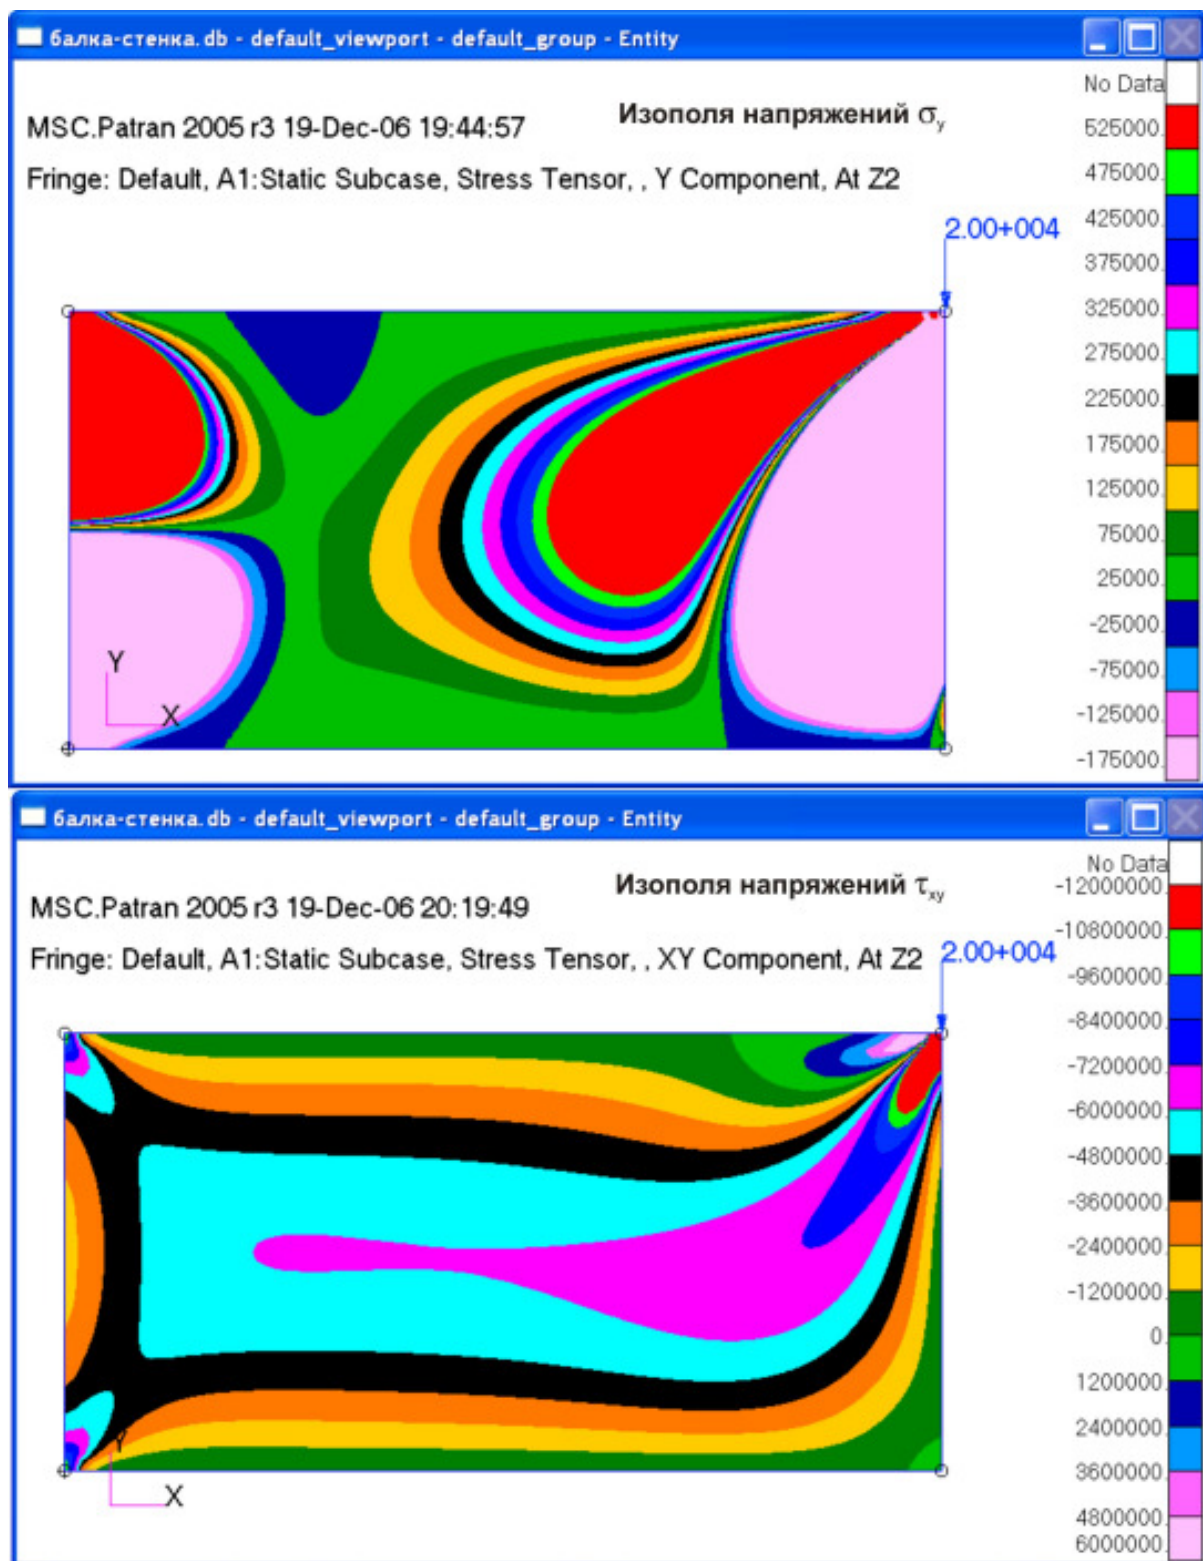 балка-стенка.db - default_viewport - default_group - Entity
No Data
Изополя напряжений σy
MSC.Patran 2005 r3 19-Dec-06 19:44:57
525000.
475000.
Fringe: Default, A1:Static Subcase, Stress Tensor, , Y Component, At Z2
425000.
2.00+004
375000.
325000.
275000.
225000.
175000.
125000.
75000.
25000.
-25000.
Y
-75000.
X
-125000.
-175000.
балка-стенка.db - default_viewport - default_group - Entity
No Data
Изополя напряжений τxy
-12000000.
MSC.Patran 2005 r3 19-Dec-06 20:19:49
-10800000.
Fringe: Default, A1:Static Subcase, Stress Tensor, , XY Component, At Z2
2.00+004
-9600000.
-8400000.
-7200000.
-6000000.
-4800000.
-3600000.
-2400000.
-1200000.
0.
1200000.
2400000.
Y
3600000.
X
4800000.
6000000.